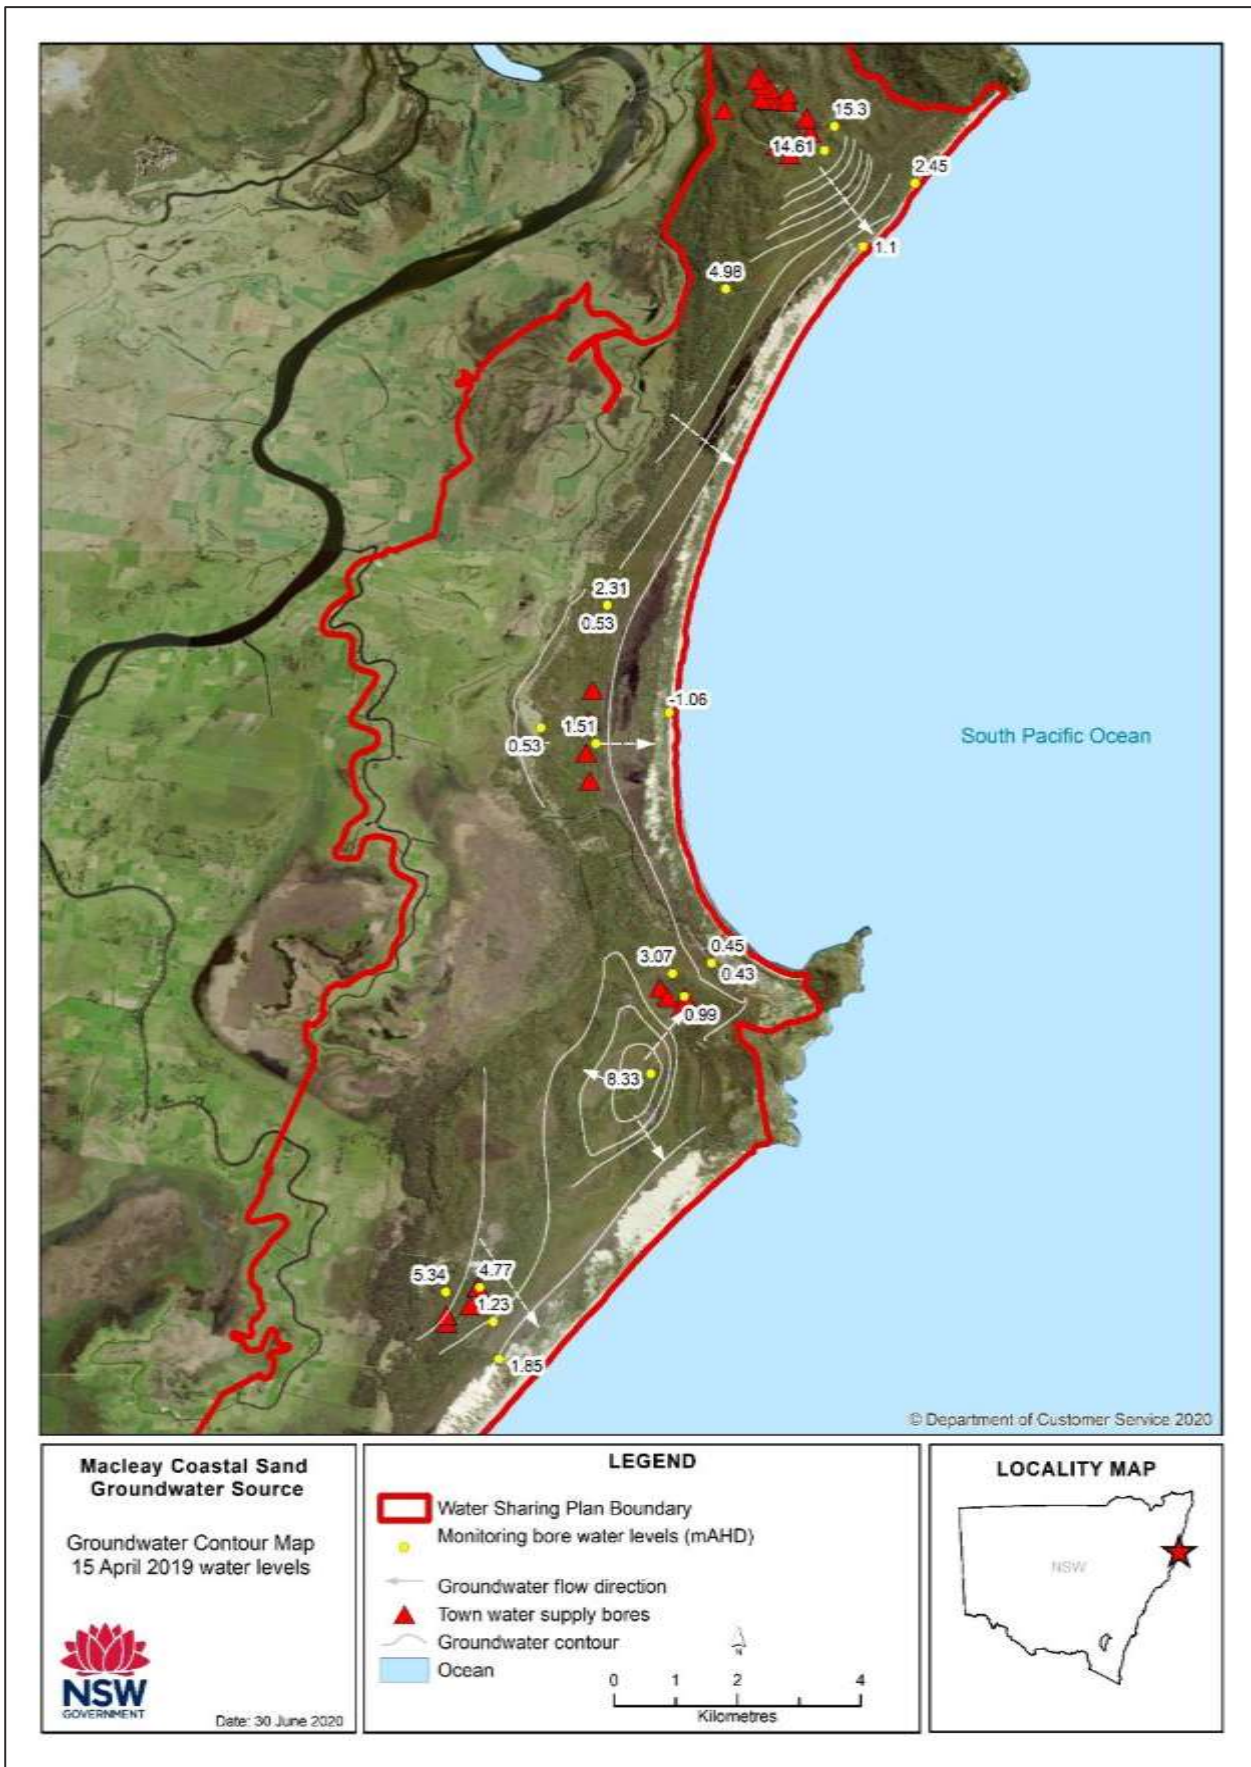 15.3
14.61
2.45
1.1
4.98
2.31
0.53
-1.06
1.51
0.53
South Pacific Ocean
0.45
3.07
0.43
0.99
8.33
5.34
4.77
1.23
1.85
© Department of Customer Service 2020
Macleay Coastal Sand
Groundwater Source
Groundwater Contour Map
15 April 2019 water levels
NSW
GOVERNMENT
Date: 30 June 2020
LEGEND
Water Sharing Plan Boundary
Monitoring bore water levels (mAHD)
Groundwater flow direction
Town water supply bores
Groundwater contour
Ocean
N
0 1 2 4
Kilometres
LOCALITY MAP
NSW